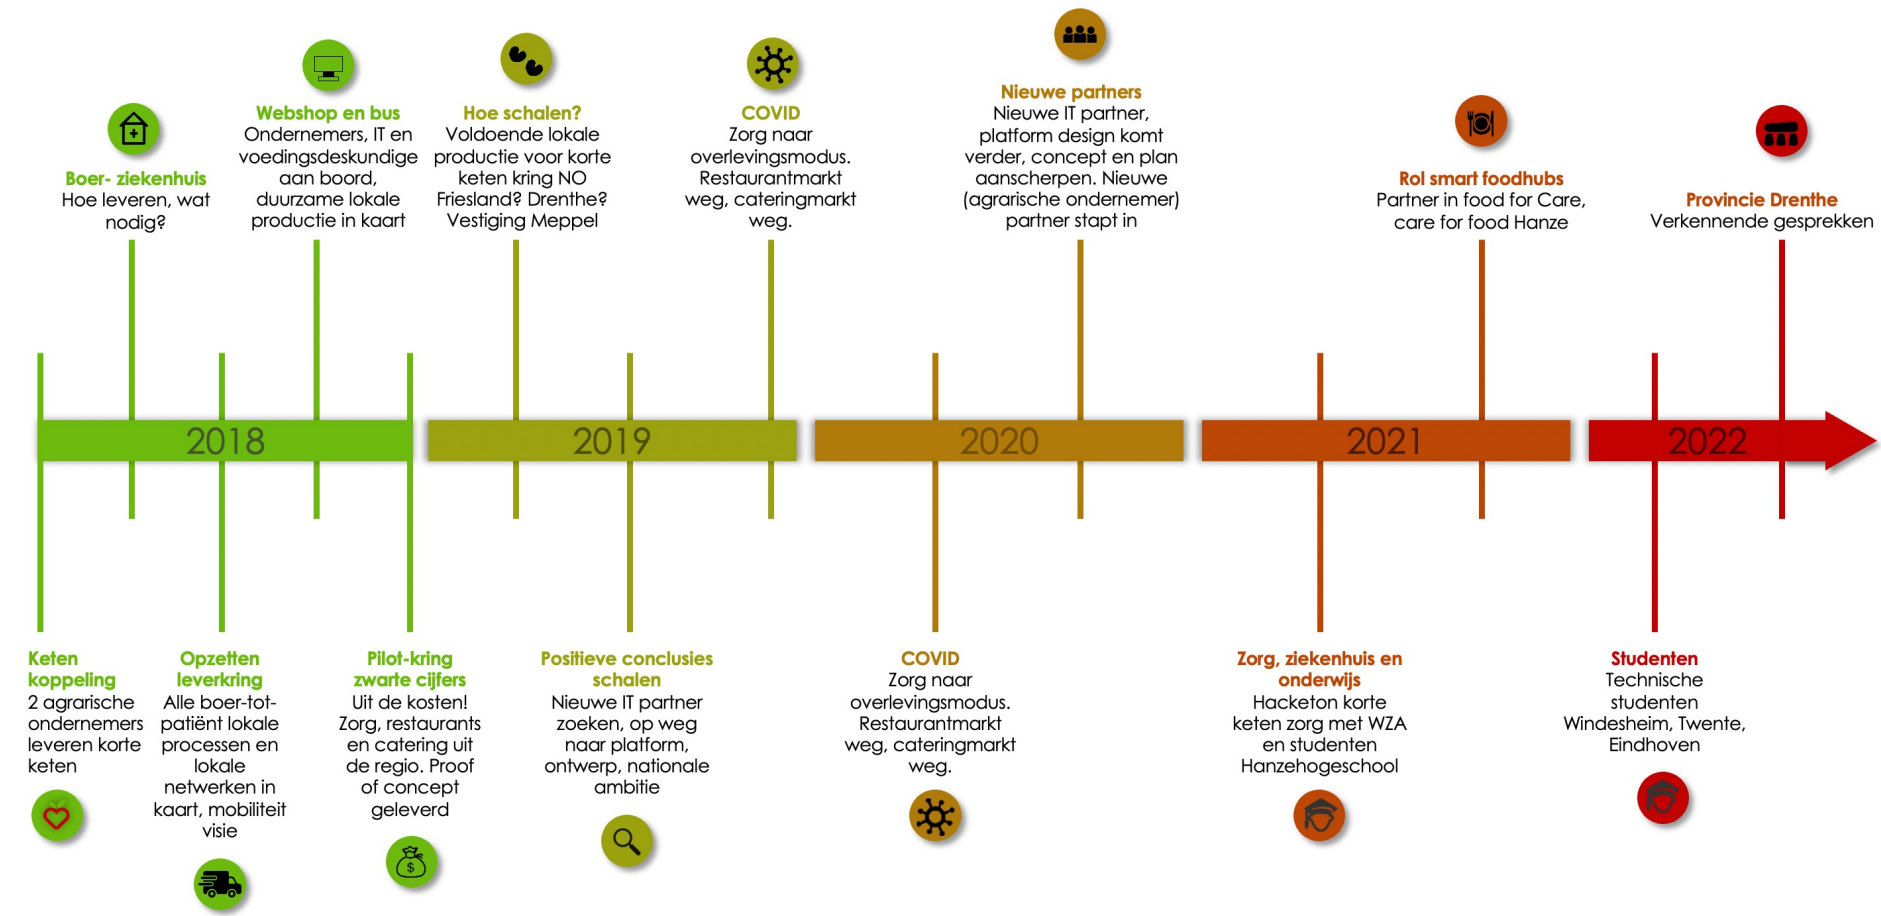 Boer- ziekenhuis
Hoe leveren, wat
nodig?
Webshop en bus
Ondernemers, IT en
voedingsdeskundige
aan boord,
duurzame lokale
productie in kaart
Hoe schalen?
Voldoende lokale
productie voor korte
keten kring NO
Friesland? Drenthe?
Vestiging Meppel
COVID
Zorg naar
overlevingsmodus.
Restaurantmarkt
weg, cateringmarkt
weg.
Nieuwe partners
Nieuwe IT partner,
platform design komt
verder, concept en plan
aanscherpen. Nieuwe
(agrarische ondernemer)
partner stapt in
Rol smart foodhubs
Partner in food for Care,
care for food Hanze
Provincie Drenthe
Verkennende gesprekken
2018
2019
2020
2021
2022
Keten
koppeling
2 agrarische
ondernemers
leveren korte
keten
Opzetten
leverkring
Alle boer-tot-
patiënt lokale
processen en
lokale
netwerken in
kaart, mobiliteit
visie
Pilot-kring
zwarte cijfers
Uit de kosten!
Zorg, restaurants
en catering uit
de regio. Proof
of concept
geleverd
$
Positieve conclusies
schalen
Nieuwe IT partner
zoeken, op weg
naar platform,
ontwerp, nationale
ambitie
COVID
Zorg naar
overlevingsmodus.
Restaurantmarkt
weg, cateringmarkt
weg.
Zorg, ziekenhuis en
onderwijs
Hacketon korte
keten zorg met WZA
en studenten
Hanzehogeschool
Studenten
Technische
studenten
Windesheim, Twente,
Eindhoven